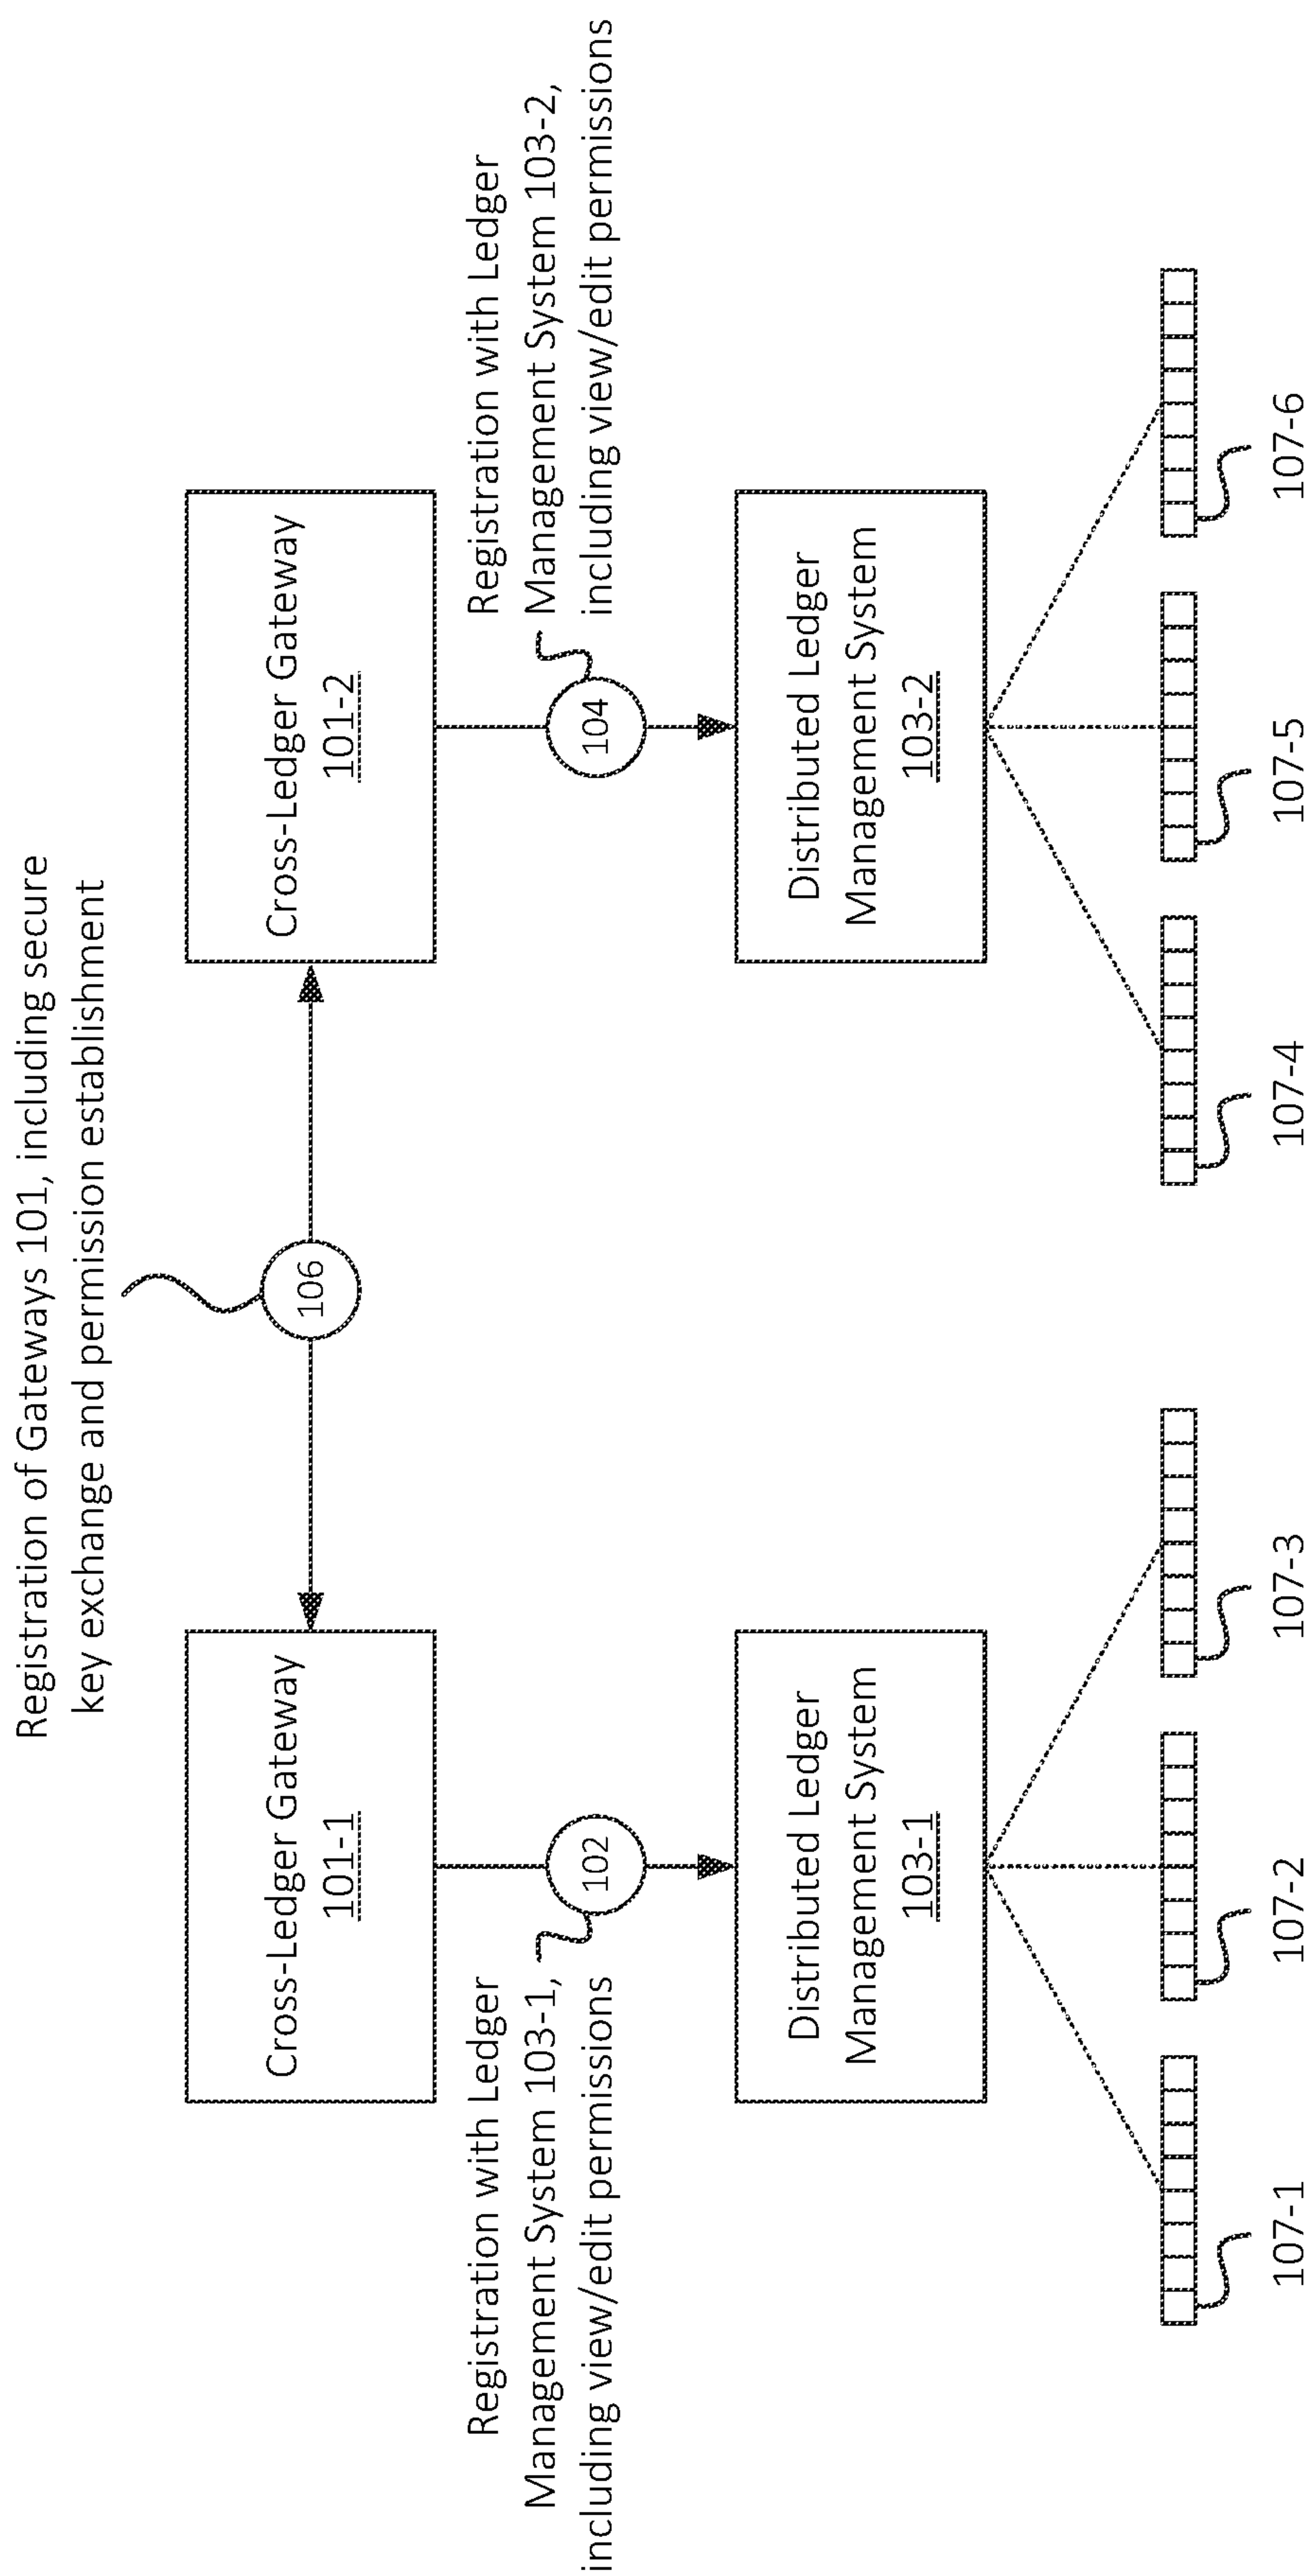 Registration of Gateways 101, including secure
key exchange and permission establishment
106
Cross-Ledger Gateway
101-1
Cross-Ledger Gateway
101-2
Registration with Ledger
Management System 103-1,
including view/edit permissions
102
Registration with Ledger
Management System 103-2,
including view/edit permissions
104
Distributed Ledger
Management System
103-1
Distributed Ledger
Management System
103-2
107-1
107-2
107-3
107-4
107-5
107-6